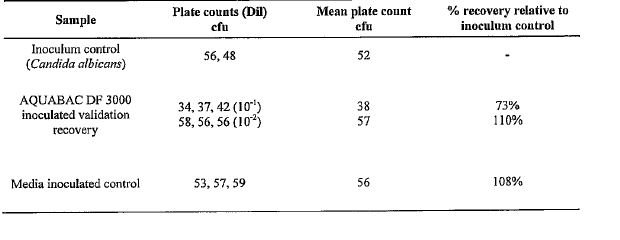 Sample Plate counts (Dil) cfu Mean plate count cfu % recovery relative to inoculum control
Inoculum control (Candida albicans) 56, 48 52 -
AQUABAC DF 3000 inoculated validation recovery 34, 37, 42 (10⁻¹) 38 73%
58, 56, 56 (10⁻²) 57 110%
Media inoculated control 53, 57, 59 56 108%